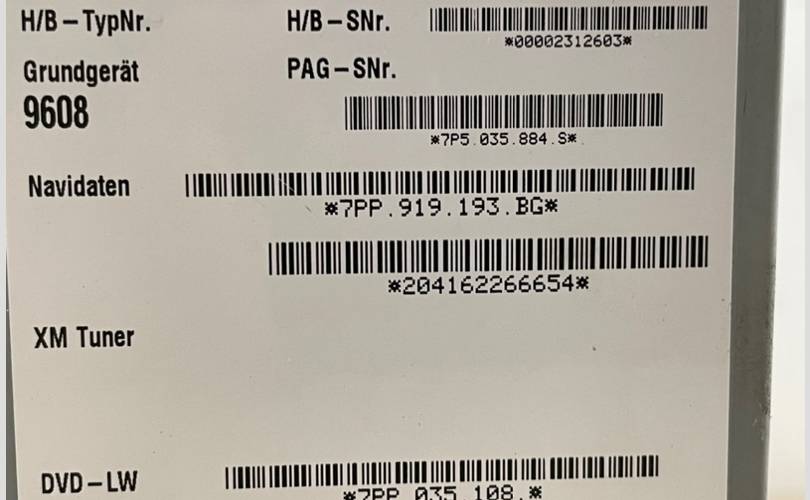 H/B-TypNr. H/B-SNr.
*00002312603*
Grundgerät PAG-SNr.
9608
*7P5.035.884.S*
Navidaten
*7PP.919.193.BG*
*204162266654*
XM Tuner
DVD-LW
*7PP.035.108.*